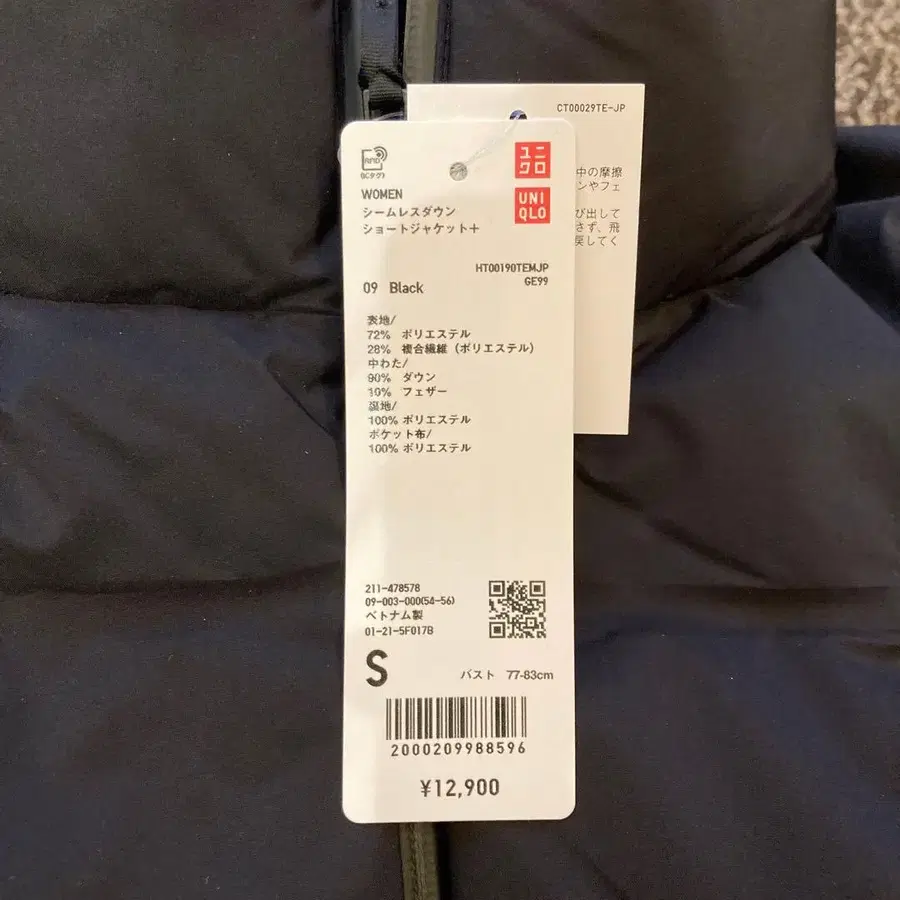 CT00029TE-JP
中の摩擦
ンやフェ
び出して
さず、飛
戻してく
RFID
(ICタグ)
ユニ
クロ
UNI
QLO
WOMEN
シームレスダウン
ショートジャケット+
HT00190TEMJP
GE99
09 Black
表地/
72% ポリエステル
28% 複合繊維(ポリエステル)
中わた/
90% ダウン
10% フェザー
裏地/
100% ポリエステル
ポケット布/
100% ポリエステル
211-478578
09-003-000(54-56)
ベトナム製
01-21-5F017B
S
バスト 77-83cm
2000209988596
¥12,900